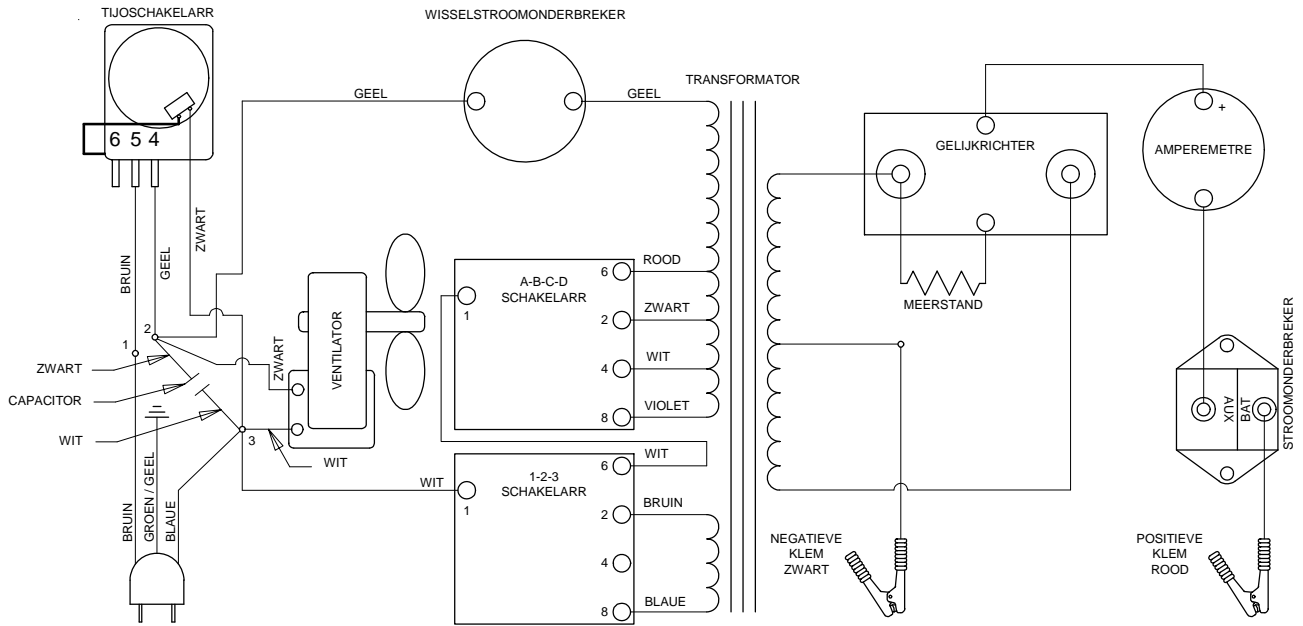 TIJOSCHAKELARR
WISSELSTROOMONDERBREKER
TRANSFORMATOR
ZWART
GEEL
GEEL
6 5 4
GELIJKRICHTER
+
AMPEREMETRE
BRUIN
GEEL
ZWART
MEERSTAND
1
2
ZWART
CAPACITOR
WIT
3
WIT
ZWART
VENTILATOR
A-B-C-D
SCHAKELARR
1
6
2
4
8
ROOD
ZWART
WIT
VIOLET
WIT
WIT
1-2-3
SCHAKELARR
1
6
2
4
8
BRUIN
BLAUE
BRUIN
GROEN / GEEL
BLAUE
AUX
BAT
STROOMONDERBREKER
NEGATIEVE
KLEM
ZWART
POSITIEVE
KLEM
ROOD